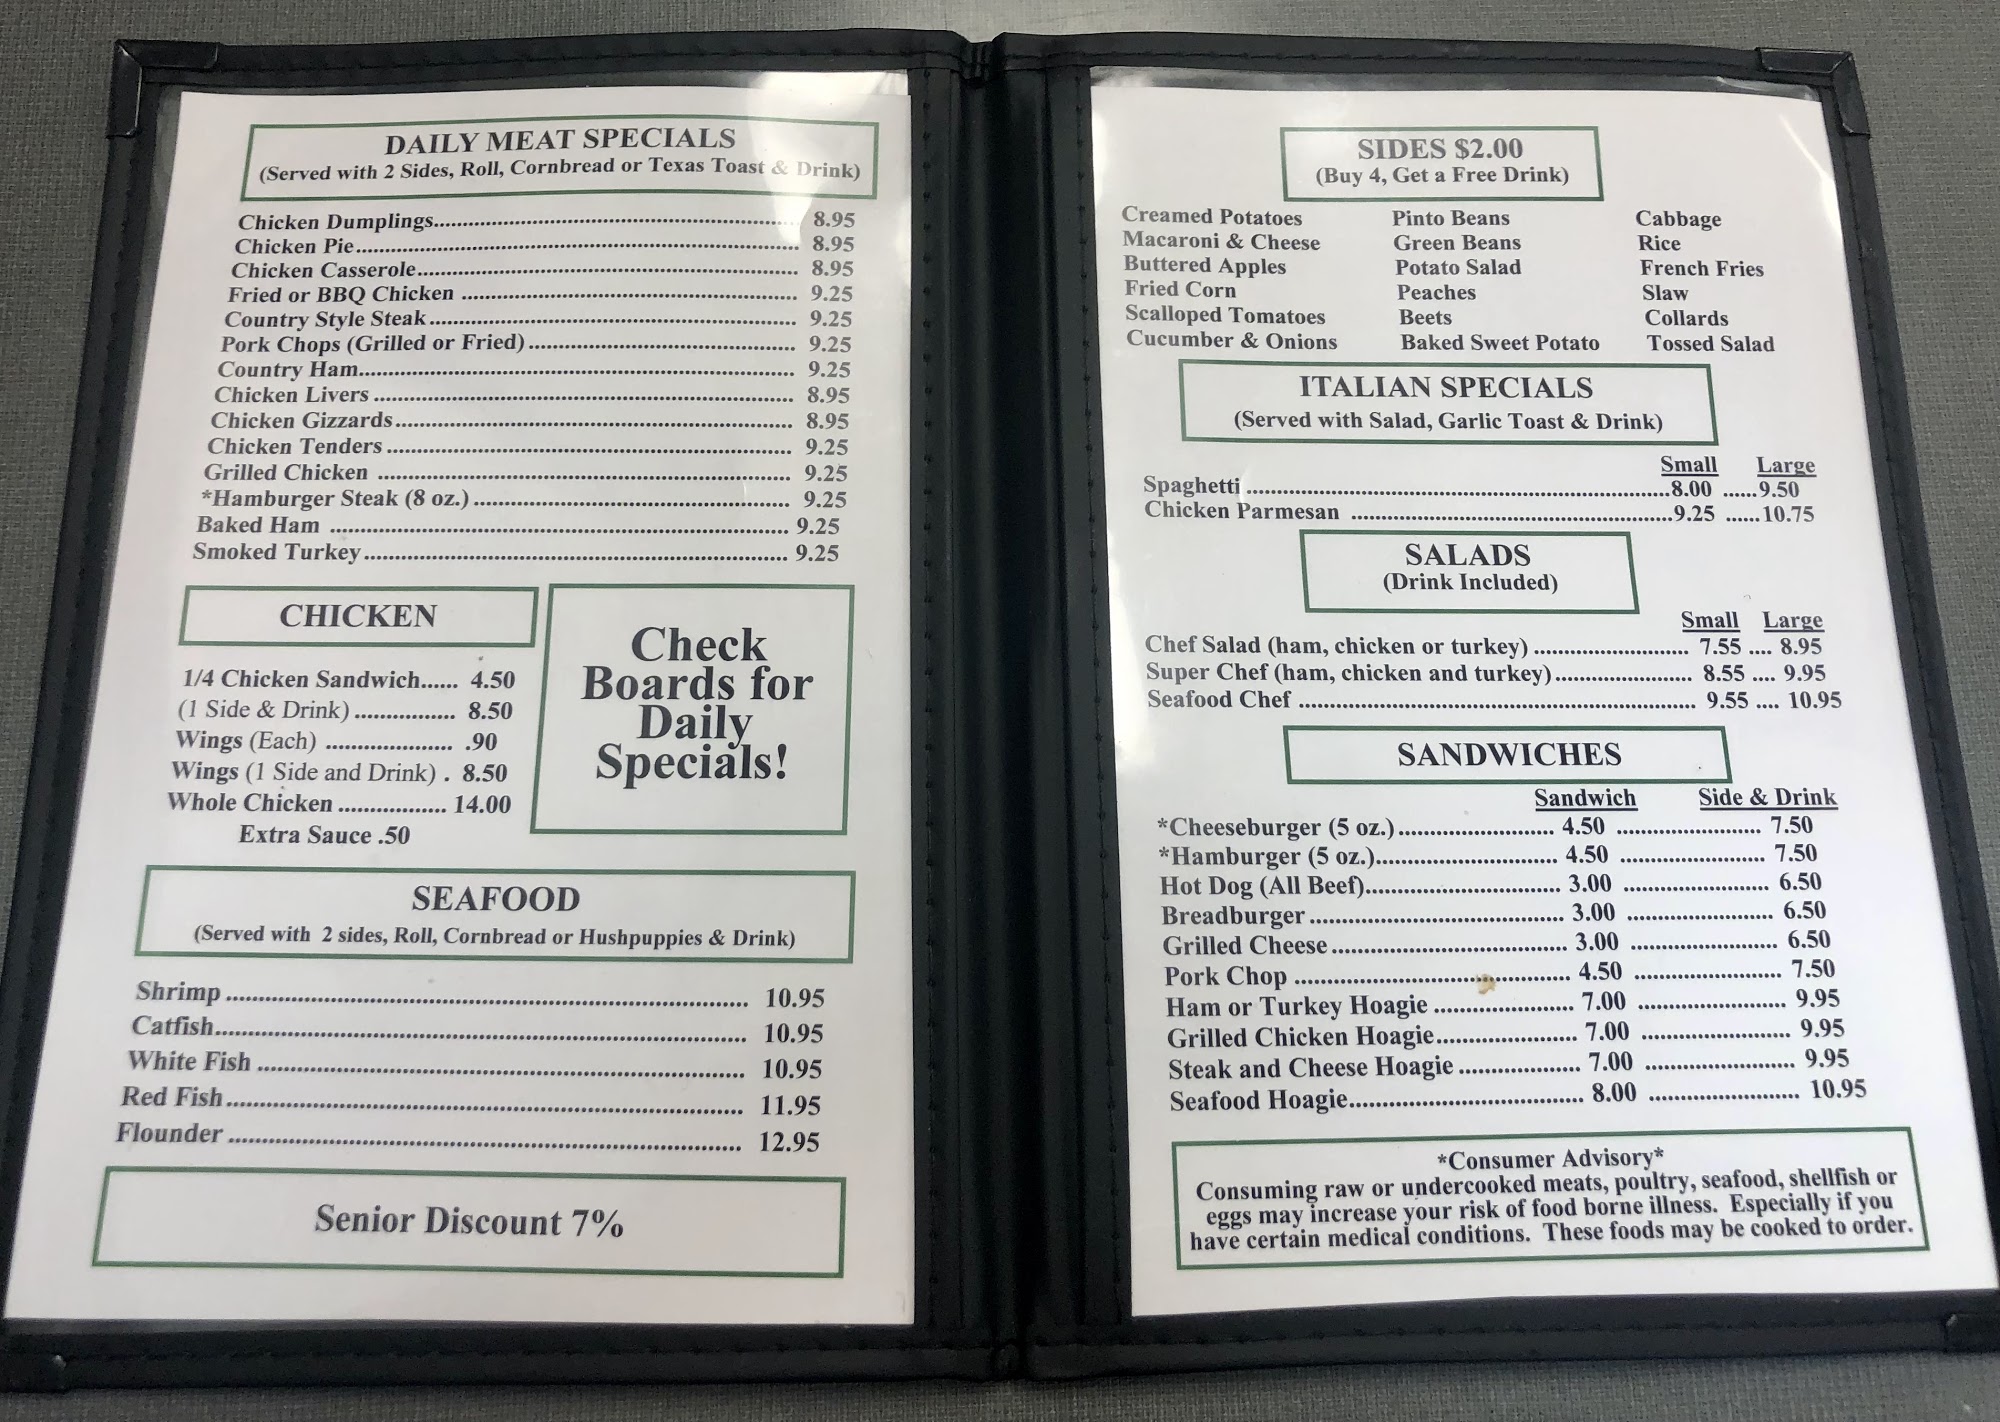 DAILY MEAT SPECIALS
(Served with 2 Sides, Roll, Cornbread or Texas Toast & Drink)
Chicken Dumplings 8.95
Chicken Pie 8.95
Chicken Casserole 8.95
Fried or BBQ Chicken 9.25
Country Style Steak 9.25
Pork Chops (Grilled or Fried) 9.25
Country Ham 9.25
Chicken Livers 8.95
Chicken Gizzards 8.95
Chicken Tenders 9.25
Grilled Chicken 9.25
*Hamburger Steak (8 oz.) 9.25
Baked Ham 9.25
Smoked Turkey 9.25
CHICKEN
1/4 Chicken Sandwich 4.50
(1 Side & Drink) 8.50
Wings (Each) .90
Wings (1 Side and Drink) . 8.50
Whole Chicken 14.00
Extra Sauce .50
Check
Boards for
Daily
Specials!
SEAFOOD
(Served with 2 sides, Roll, Cornbread or Hushpuppies & Drink)
Shrimp 10.95
Catfish 10.95
White Fish 10.95
Red Fish 11.95
Flounder 12.95
Senior Discount 7%
SIDES $2.00
(Buy 4, Get a Free Drink)
Creamed Potatoes Pinto Beans Cabbage
Macaroni & Cheese Green Beans Rice
Buttered Apples Potato Salad French Fries
Fried Corn Peaches Slaw
Scalloped Tomatoes Beets Collards
Cucumber & Onions Baked Sweet Potato Tossed Salad
ITALIAN SPECIALS
(Served with Salad, Garlic Toast & Drink)
Small Large
Spaghetti 8.00 9.50
Chicken Parmesan 9.25 10.75
SALADS
(Drink Included)
Small Large
Chef Salad (ham, chicken or turkey) 7.55 8.95
Super Chef (ham, chicken and turkey) 8.55 9.95
Seafood Chef 9.55 10.95
SANDWICHES
Sandwich Side & Drink
*Cheeseburger (5 oz.) 4.50 7.50
*Hamburger (5 oz.) 4.50 7.50
Hot Dog (All Beef) 3.00 6.50
Breadburger 3.00 6.50
Grilled Cheese 3.00 6.50
Pork Chop 4.50 7.50
Ham or Turkey Hoagie 7.00 9.95
Grilled Chicken Hoagie 7.00 9.95
Steak and Cheese Hoagie 7.00 9.95
Seafood Hoagie 8.00 10.95
*Consumer Advisory*
Consuming raw or undercooked meats, poultry, seafood, shellfish or
eggs may increase your risk of food borne illness. Especially if you
have certain medical conditions. These foods may be cooked to order.